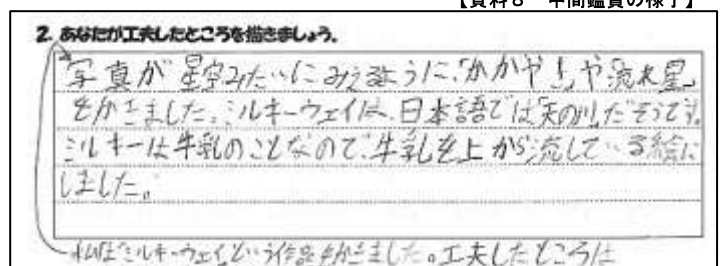 【資料8 中間鑑賞の様子】
2. あなたが工夫したところを描きましょう。
写真が星空みたいにみえるように、「かがやき」や「流れ星」
をかきました。ミルキーウェイは、日本語では「天の川」だそうです。
ミルキーは牛乳のことなので、牛乳を上から流している絵に
しました。
私は「ミルキーウェイ」という作品をかきました。工夫したところは